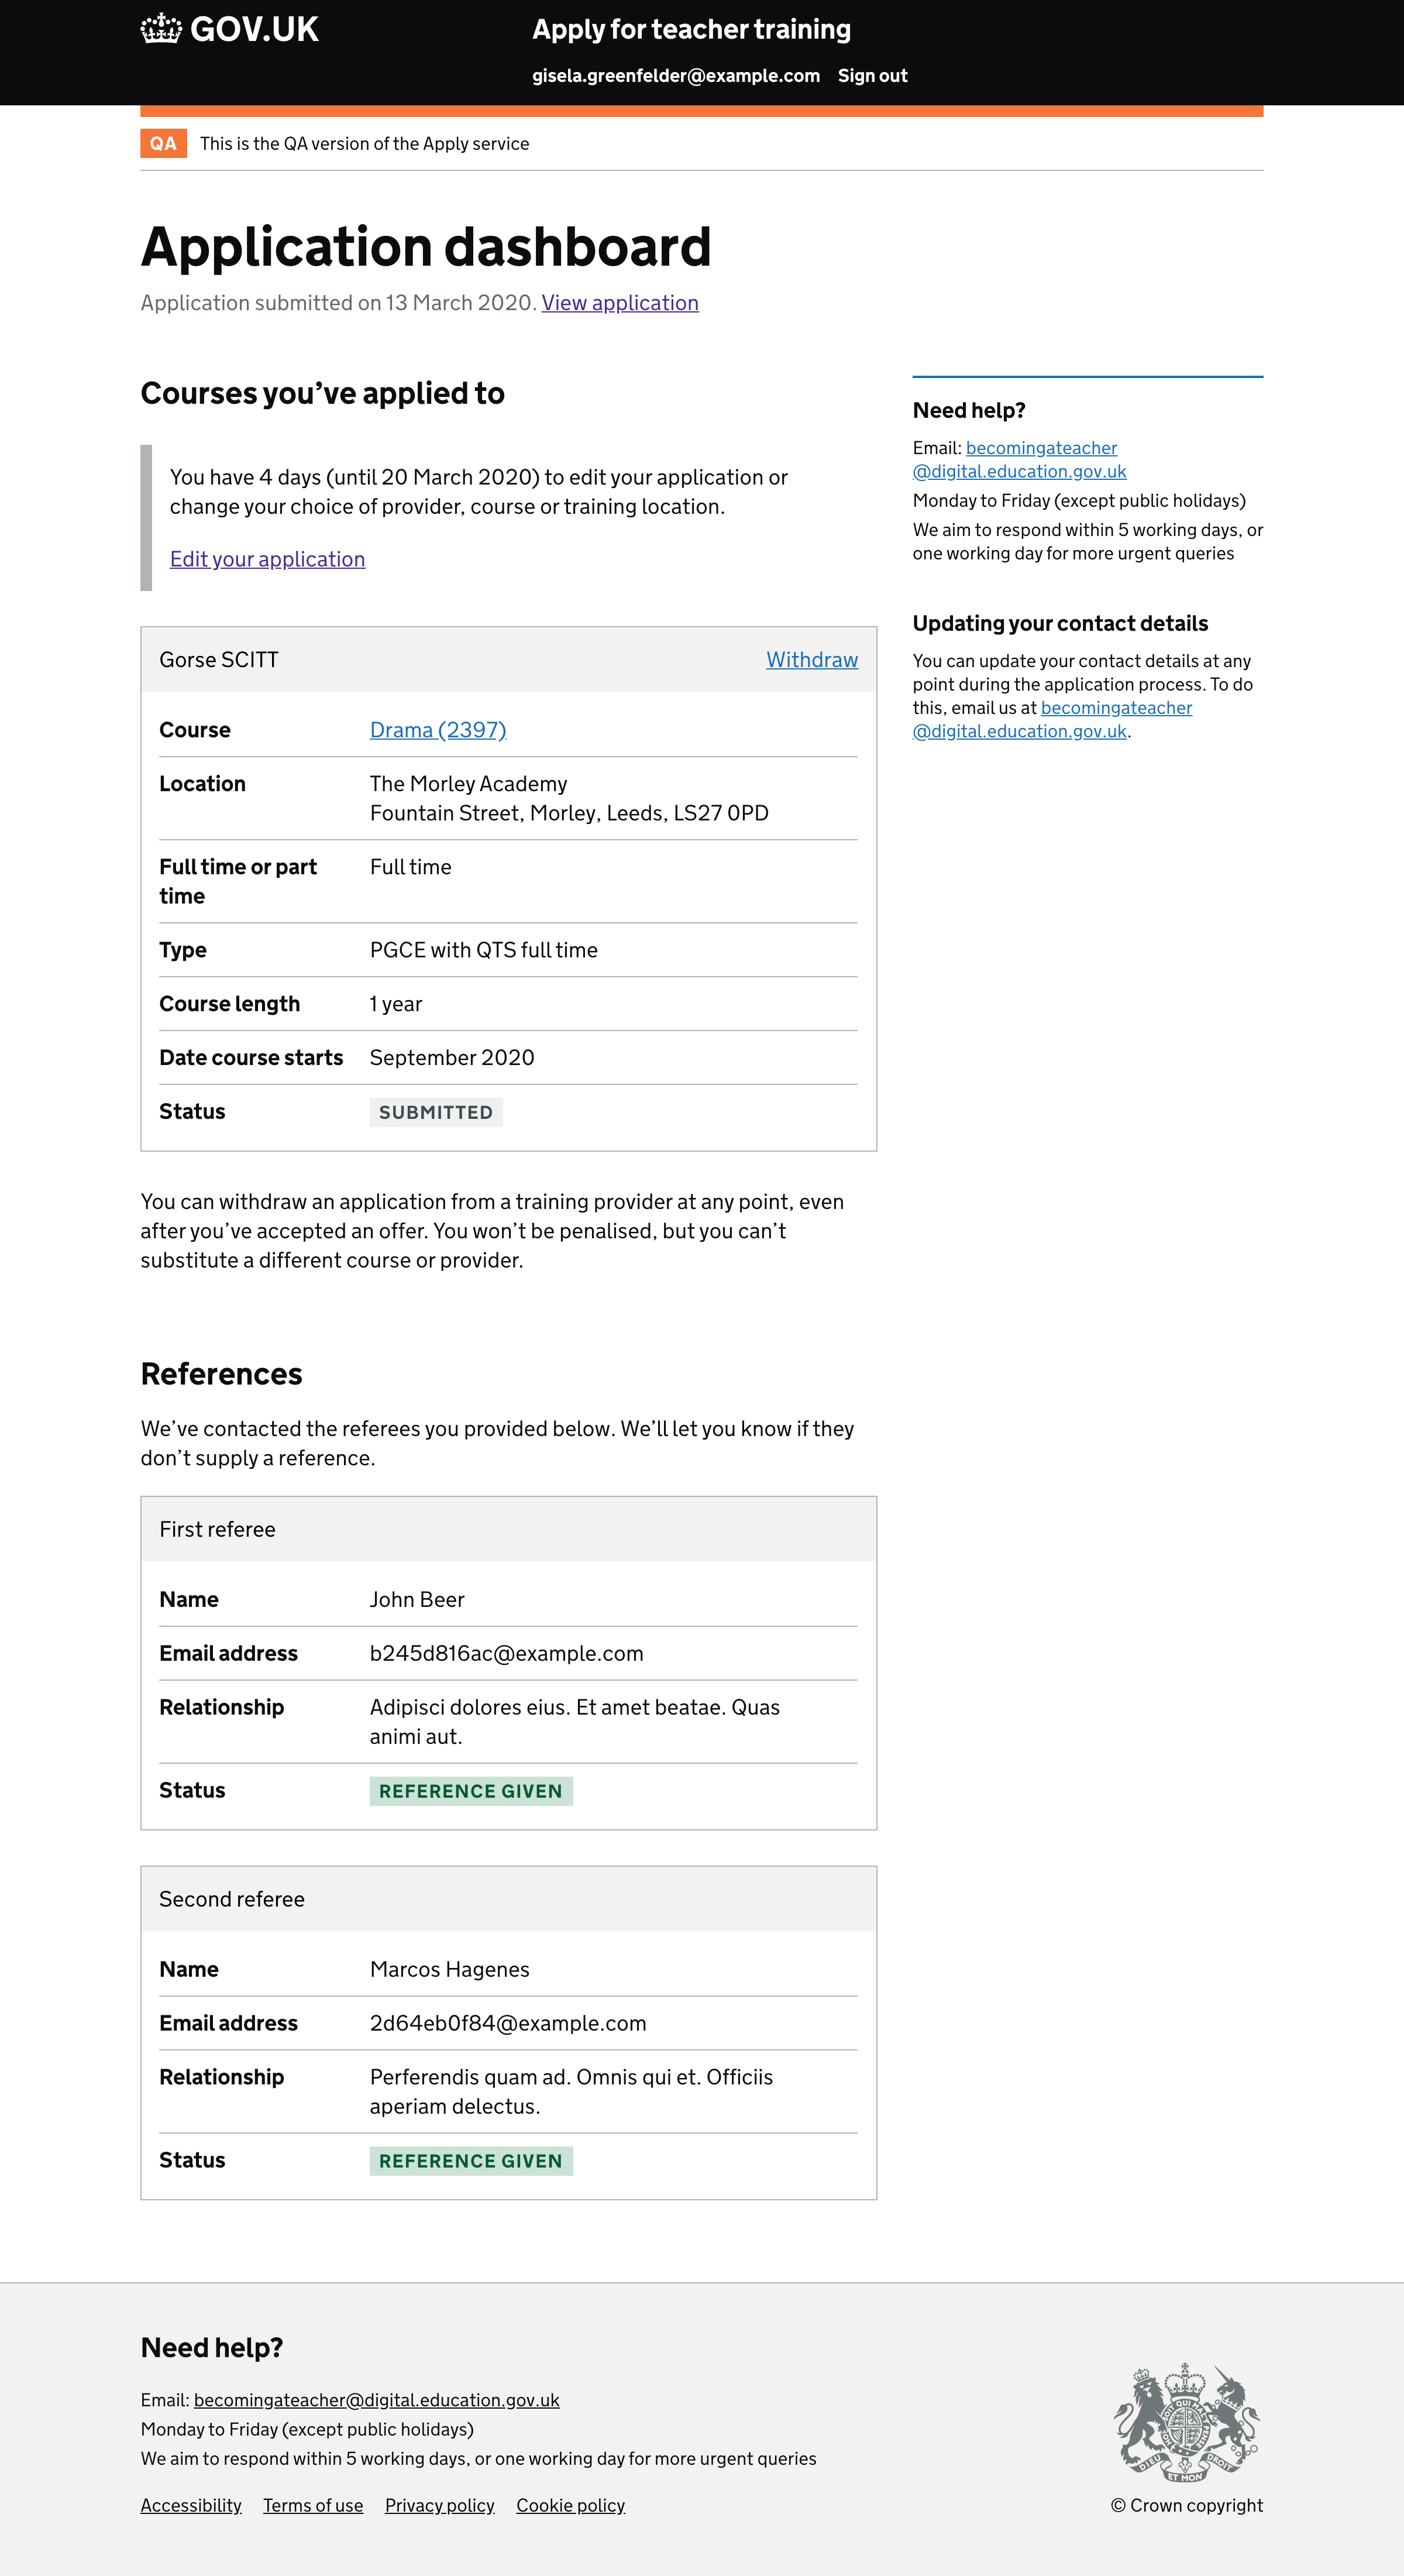 GOV.UK
Apply for teacher training
gisela.greenfelder@example.com Sign out
QA This is the QA version of the Apply service
Application dashboard
Application submitted on 13 March 2020. View application
Courses you’ve applied to
You have 4 days (until 20 March 2020) to edit your application or
change your choice of provider, course or training location.
Edit your application
Gorse SCITT Withdraw
Course Drama (2397)
Location The Morley Academy
Fountain Street, Morley, Leeds, LS27 0PD
Full time or part Full time
time
Type PGCE with QTS full time
Course length 1 year
Date course starts September 2020
Status SUBMITTED
You can withdraw an application from a training provider at any point, even
after you’ve accepted an offer. You won’t be penalised, but you can’t
substitute a different course or provider.
References
We’ve contacted the referees you provided below. We’ll let you know if they
don’t supply a reference.
First referee
Name John Beer
Email address b245d816ac@example.com
Relationship Adipisci dolores eius. Et amet beatae. Quas
animi aut.
Status REFERENCE GIVEN
Second referee
Name Marcos Hagenes
Email address 2d64eb0f84@example.com
Relationship Perferendis quam ad. Omnis qui et. Officiis
aperiam delectus.
Status REFERENCE GIVEN
Need help?
Email: becomingateacher
@digital.education.gov.uk
Monday to Friday (except public holidays)
We aim to respond within 5 working days, or
one working day for more urgent queries
Updating your contact details
You can update your contact details at any
point during the application process. To do
this, email us at becomingateacher
@digital.education.gov.uk.
Need help?
Email: becomingateacher@digital.education.gov.uk
Monday to Friday (except public holidays)
We aim to respond within 5 working days, or one working day for more urgent queries
Accessibility Terms of use Privacy policy Cookie policy
DIEU ET MON DROIT
© Crown copyright